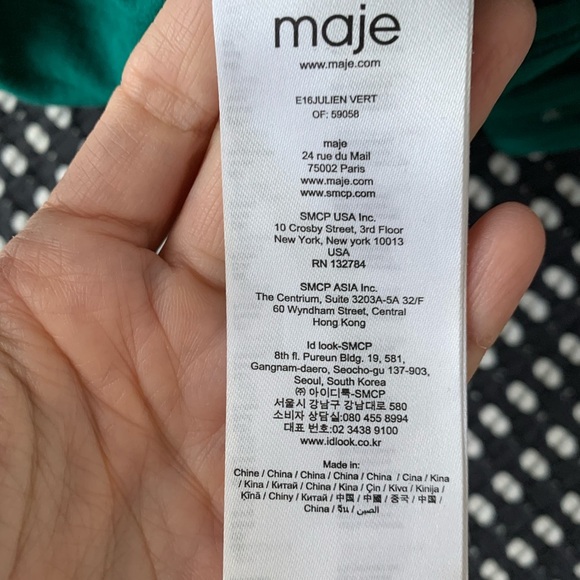 maje
www.maje.com
E16JULIEN VERT
OF: 59058
maje
24 rue du Mail
75002 Paris
www.maje.com
www.smcp.com
SMCP USA Inc.
10 Crosby Street, 3rd Floor
New York, New york 10013
USA
RN 132784
SMCP ASIA Inc.
The Centrium, Suite 3203A-5A 32/F
60 Wyndham Street, Central
Hong Kong
Id look-SMCP
8th fl. Pureun Bldg. 19, 581,
Gangnam-daero, Seocho-gu 137-903,
Seoul, South Korea
㈜ 아이디룩-SMCP
서울시 강남구 강남대로 580
소비자 상담실:080 455 8994
대표 번호:02 3438 9100
www.idlook.co.kr
Made in:
Chine / China / China / China / China / Cina / Kina
/ Kina / Китай / China / Kina / Çin / Kiva / Kinija /
Ķīnā / Chiny / Китай / 中国 / 中國 / 중국 / 中国 /
China / จีน / الصين